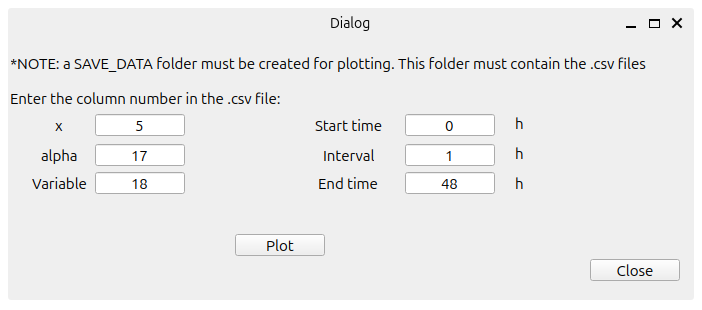 Dialog
*NOTE: a SAVE_DATA folder must be created for plotting. This folder must contain the .csv files
Enter the column number in the .csv file:
x 5 Start time 0 h
alpha 17 Interval 1 h
Variable 18 End time 48 h
Plot
Close